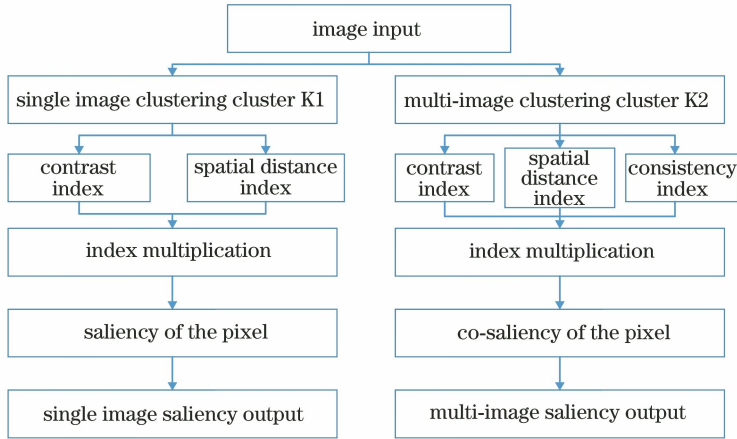 image input
single image clustering cluster K1
multi-image clustering cluster K2
contrast
index
spatial distance
index
contrast
index
spatial
distance
index
consistency
index
index multiplication
index multiplication
saliency of the pixel
co-saliency of the pixel
single image saliency output
multi-image saliency output